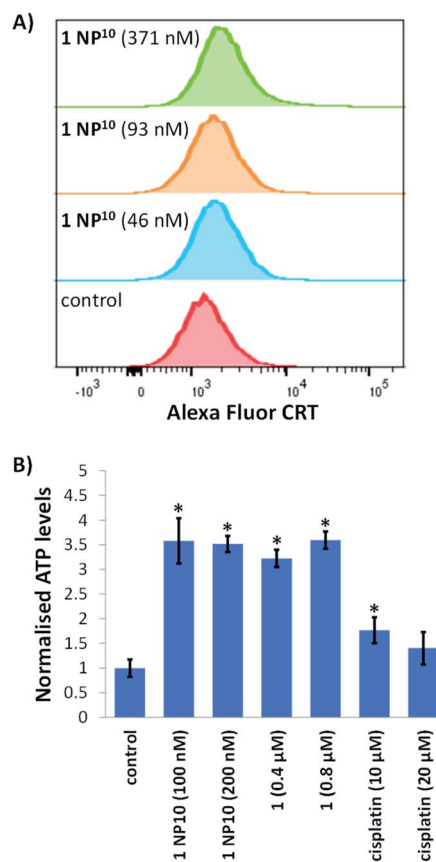 A)
1 NP¹⁰ (371 nM)
1 NP¹⁰ (93 nM)
1 NP¹⁰ (46 nM)
control
-10³ 0 10³ 10⁴ 10⁵
Alexa Fluor CRT
B)
Normalised ATP levels
5
4.5
4
3.5
3
2.5
2
1.5
1
0.5
0
* * * * *
control
1 NP10 (100 nM)
1 NP10 (200 nM)
1 (0.4 µM)
1 (0.8 µM)
cisplatin (10 µM)
cisplatin (20 µM)